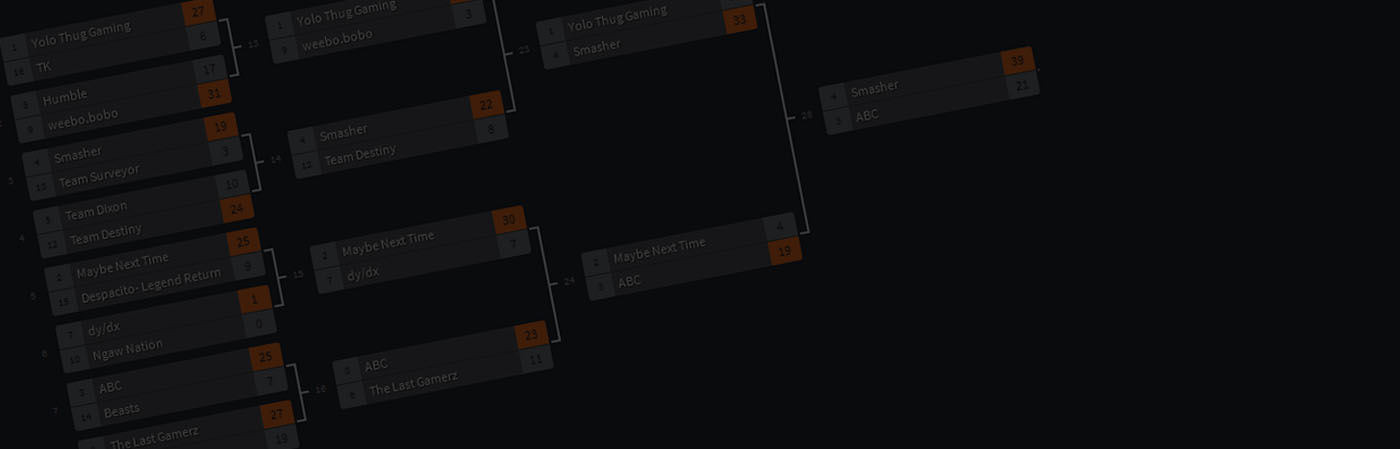 1 Yolo Thug Gaming 27
16 TK 6
13
8 Humble 17
9 weebo.bobo 31
3
4 Smasher 19
13 Team Surveyor 3
14
4
5 Team Dixon 10
12 Team Destiny 24
5
2 Maybe Next Time 25
15 Despacito- Legend Return 9
15
6
7 dy/dx 1
10 Ngaw Nation 0
7
3 ABC 25
14 Beasts 7
16
The Last Gamerz 27
19
1 Yolo Thug Gaming
9 weebo.bobo 3
23
4 Smasher 22
12 Team Destiny 8
2 Maybe Next Time 30
7 dy/dx 7
24
3 ABC 23
6 The Last Gamerz 11
1 Yolo Thug Gaming
4 Smasher 33
28
2 Maybe Next Time 4
3 ABC 19
4 Smasher 39
3 ABC 21